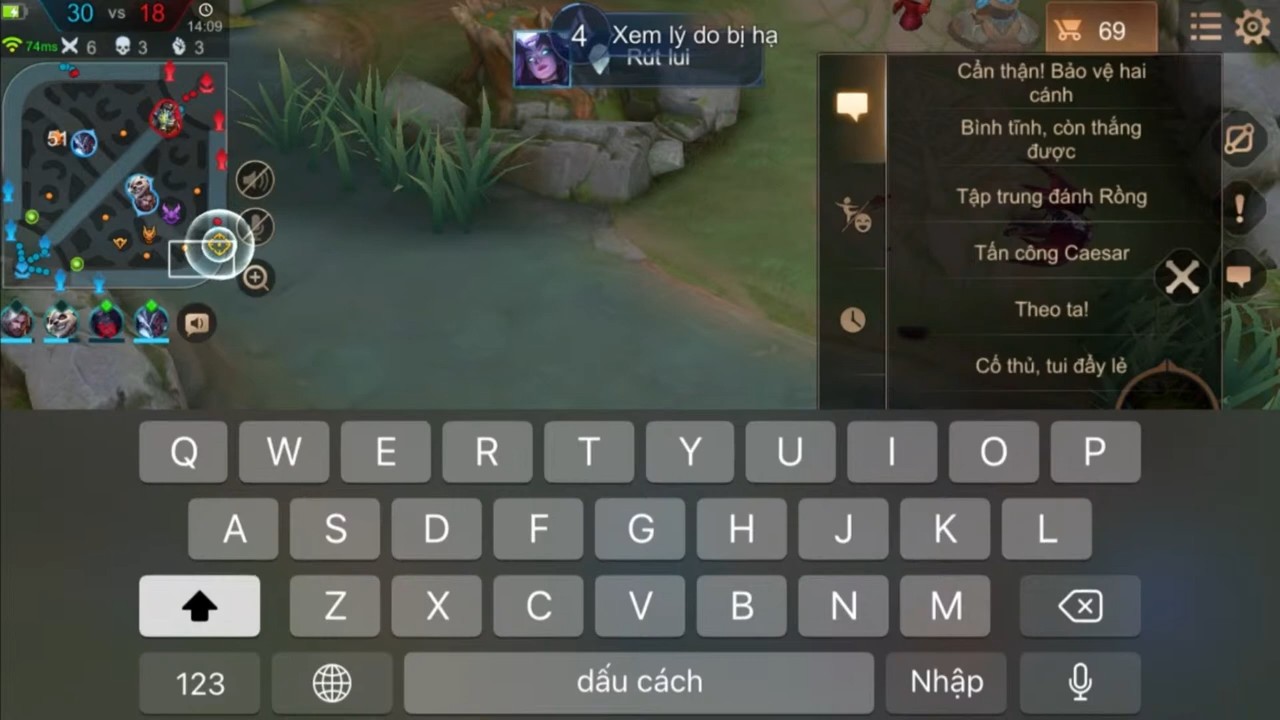 30 vs 18
14:09
74ms 6 3 3
51
4
Xem lý do bị hạ
Rút lui
69
Cẩn thận! Bảo vệ hai
cánh
Bình tĩnh, còn thắng
được
Tập trung đánh Rồng
Tấn công Caesar
Theo ta!
Cố thủ, tui đẩy lẻ
Q W E R T Y U I O P
A S D F G H J K L
Z X C V B N M
123 dấu cách Nhập